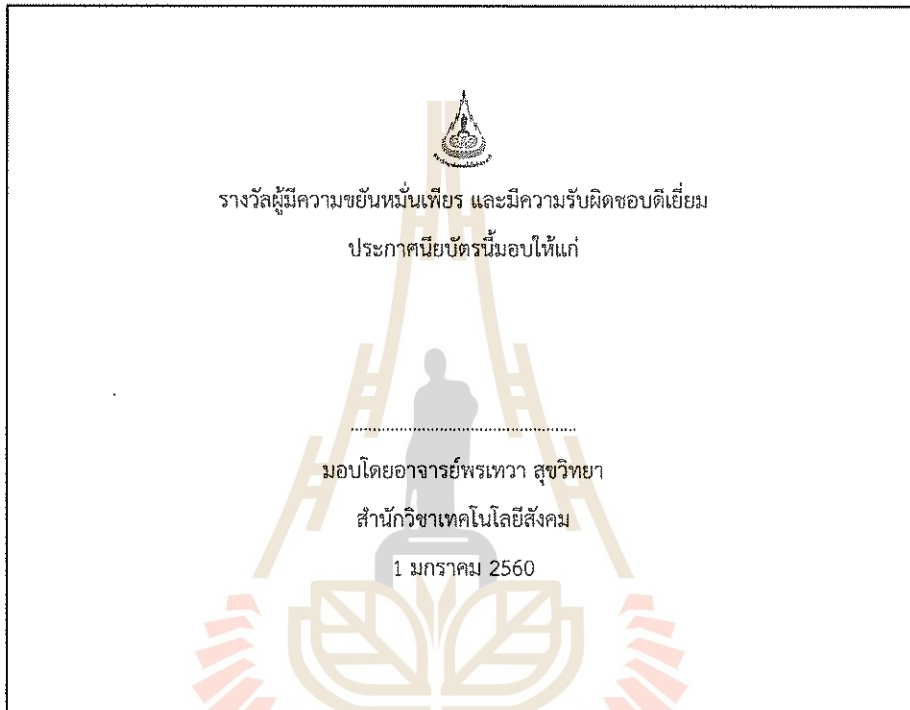 รางวัลผู้มีความขยันหมั่นเพียร และมีความรับผิดชอบดีเยี่ยม
ประกาศนียบัตรนี้มอบให้แก่
..................................................
มอบโดยอาจารย์พรเทวา สุขวิทยา
สำนักวิชาเทคโนโลยีสังคม
1 มกราคม 2560